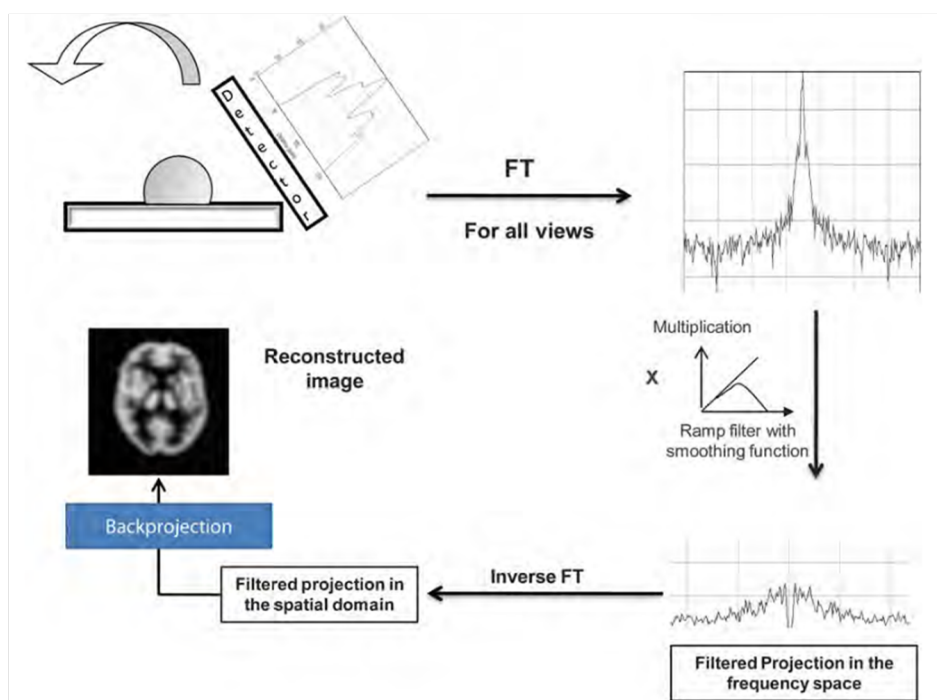 Detector
FT
For all views
Multiplication
X
Ramp filter with
smoothing function
Reconstructed
image
Backprojection
Filtered projection in
the spatial domain
Inverse FT
Filtered Projection in the
frequency space